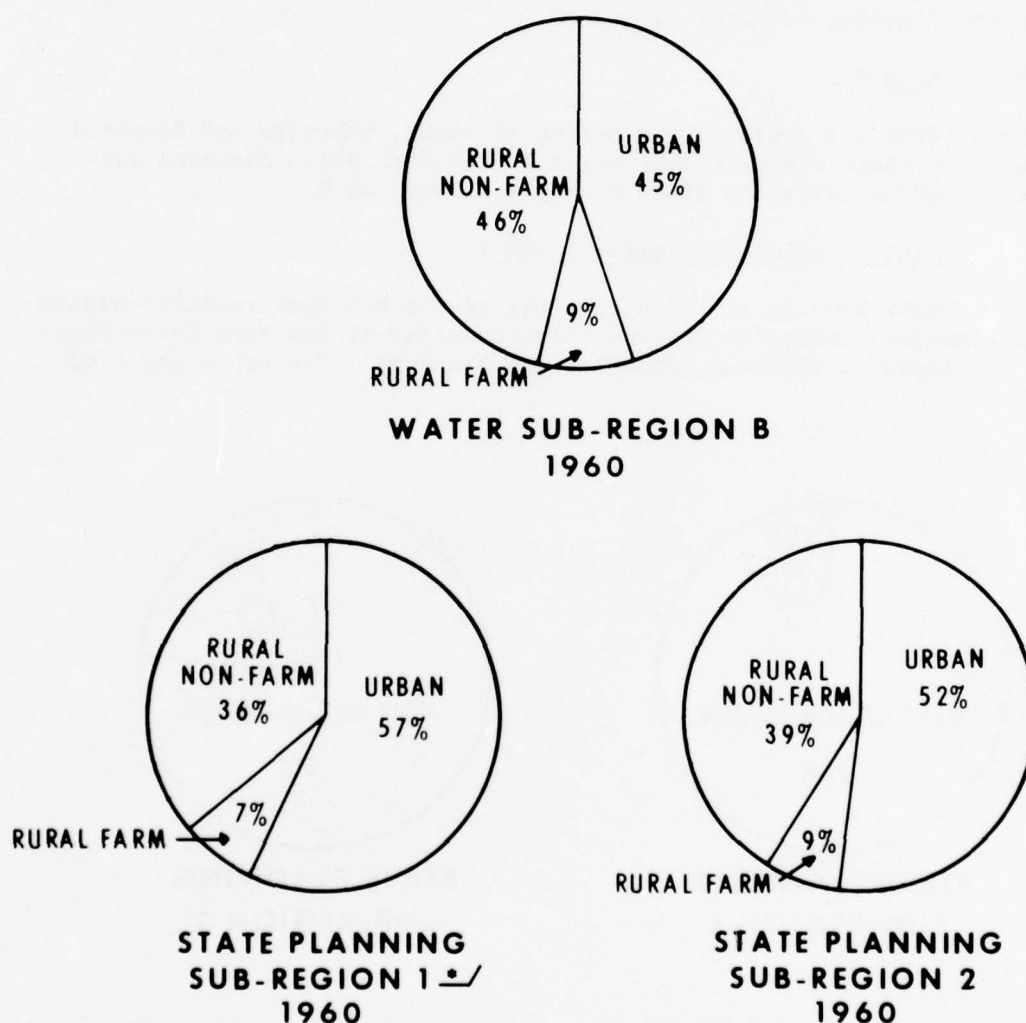 RURAL
NON-FARM
46%
URBAN
45%
9%
RURAL FARM
WATER SUB-REGION B
1960
RURAL
NON-FARM
36%
URBAN
57%
7%
RURAL FARM
STATE PLANNING
SUB-REGION 1 */
1960
RURAL
NON-FARM
39%
URBAN
52%
9%
RURAL FARM
STATE PLANNING
SUB-REGION 2
1960